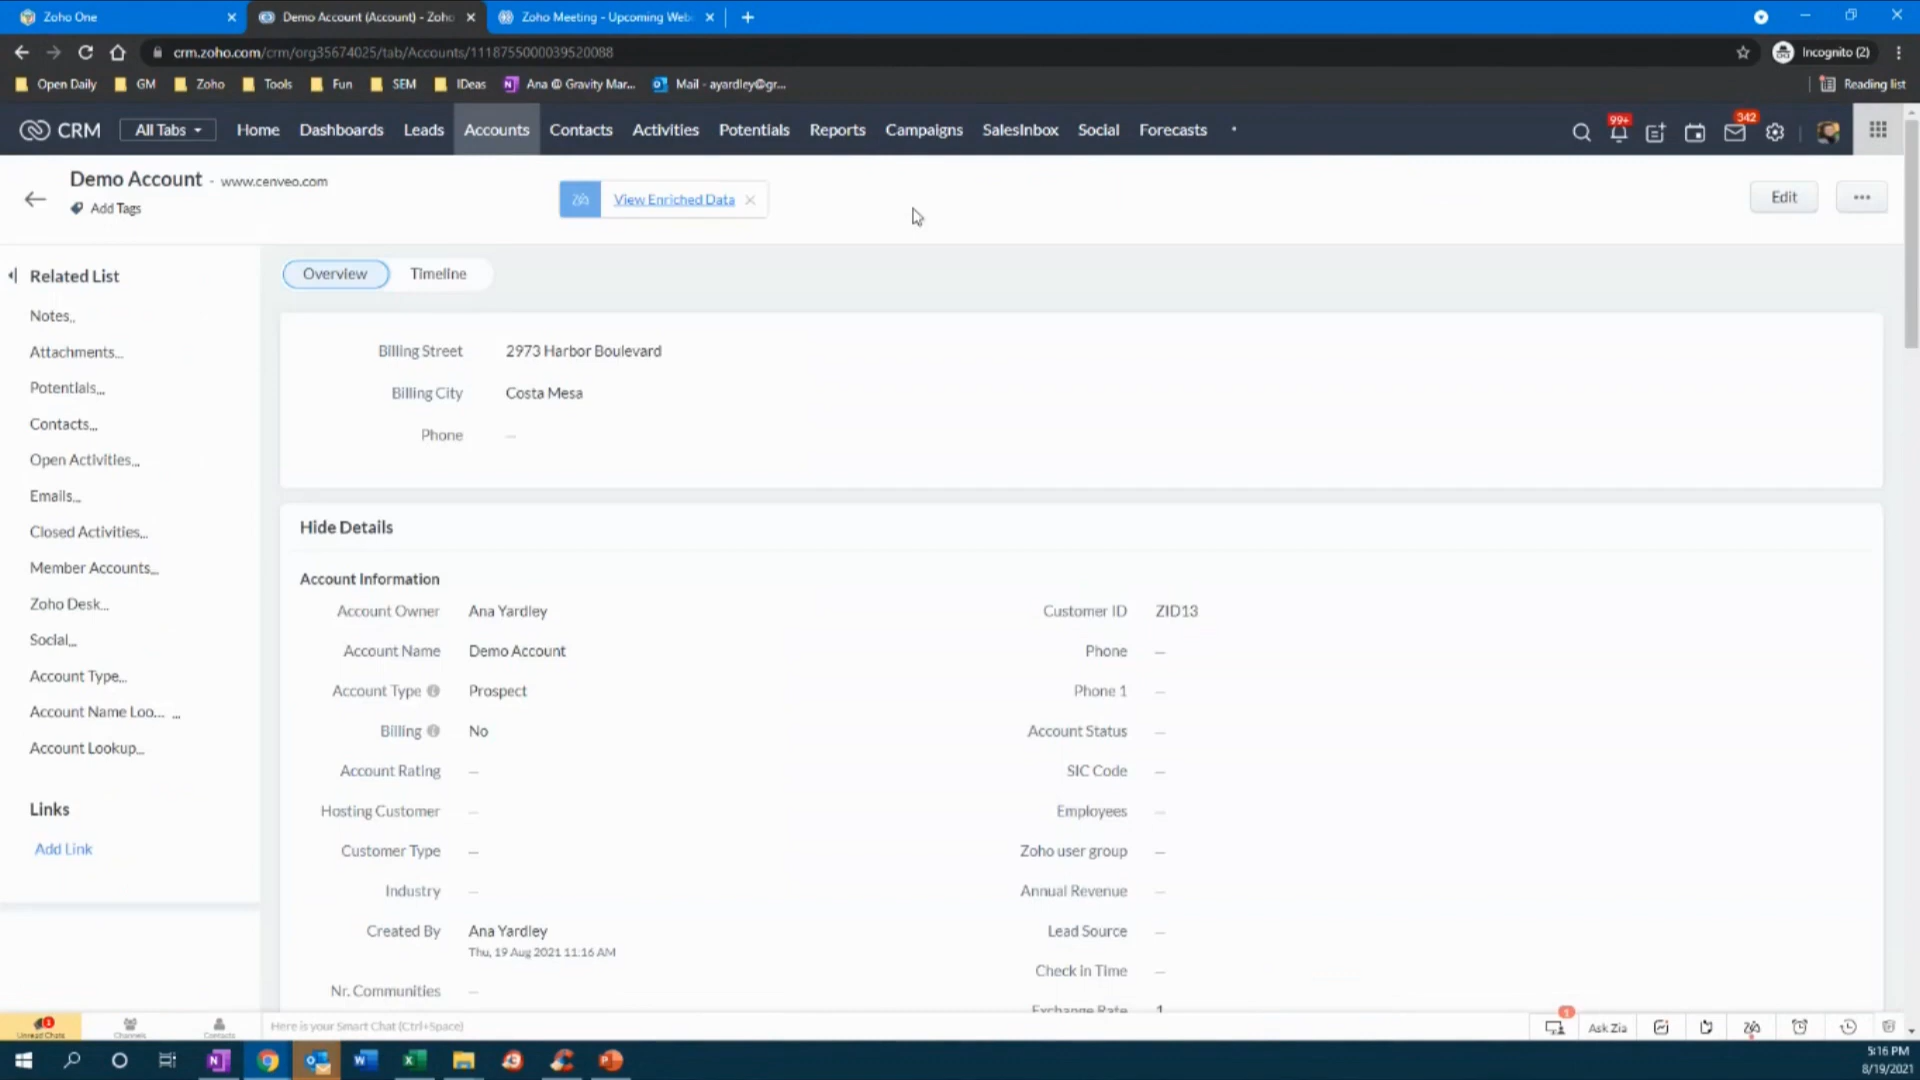 Zoho One
Demo Account (Account) - Zoho
Zoho Meeting - Upcoming Web
crm.zoho.com/crm/org35674025/tab/Accounts/1118755000039520088
Incognito (2)
Open Daily
GM
Zoho
Tools
Fun
SEM
IDeas
Ana @ Gravity Mar...
Mail - ayardley@gr...
Reading list
CRM
All Tabs
Home
Dashboards
Leads
Accounts
Contacts
Activities
Potentials
Reports
Campaigns
SalesInbox
Social
Forecasts
99+
342
Demo Account - www.cenveo.com
Add Tags
View Enriched Data
Edit
Related List
Notes..
Attachments...
Potentials...
Contacts...
Open Activities...
Emails...
Closed Activities...
Member Accounts...
Zoho Desk...
Social...
Account Type...
Account Name Loo... ...
Account Lookup...
Links
Add Link
Overview
Timeline
Billing Street 2973 Harbor Boulevard
Billing City Costa Mesa
Phone —
Hide Details
Account Information
Account Owner Ana Yardley
Customer ID ZID13
Account Name Demo Account
Phone —
Account Type Prospect
Phone 1 —
Billing No
Account Status —
Account Rating —
SIC Code —
Hosting Customer —
Employees —
Customer Type —
Zoho user group —
Industry —
Annual Revenue —
Created By Ana Yardley
Thu, 19 Aug 2021 11:16 AM
Lead Source —
Check in Time —
Nr. Communities —
Exchange Rate 1
1
Unread Chats
Channels
Contacts
Here is your Smart Chat (Ctrl+Space)
1
Ask Zia
5:16 PM
8/19/2021